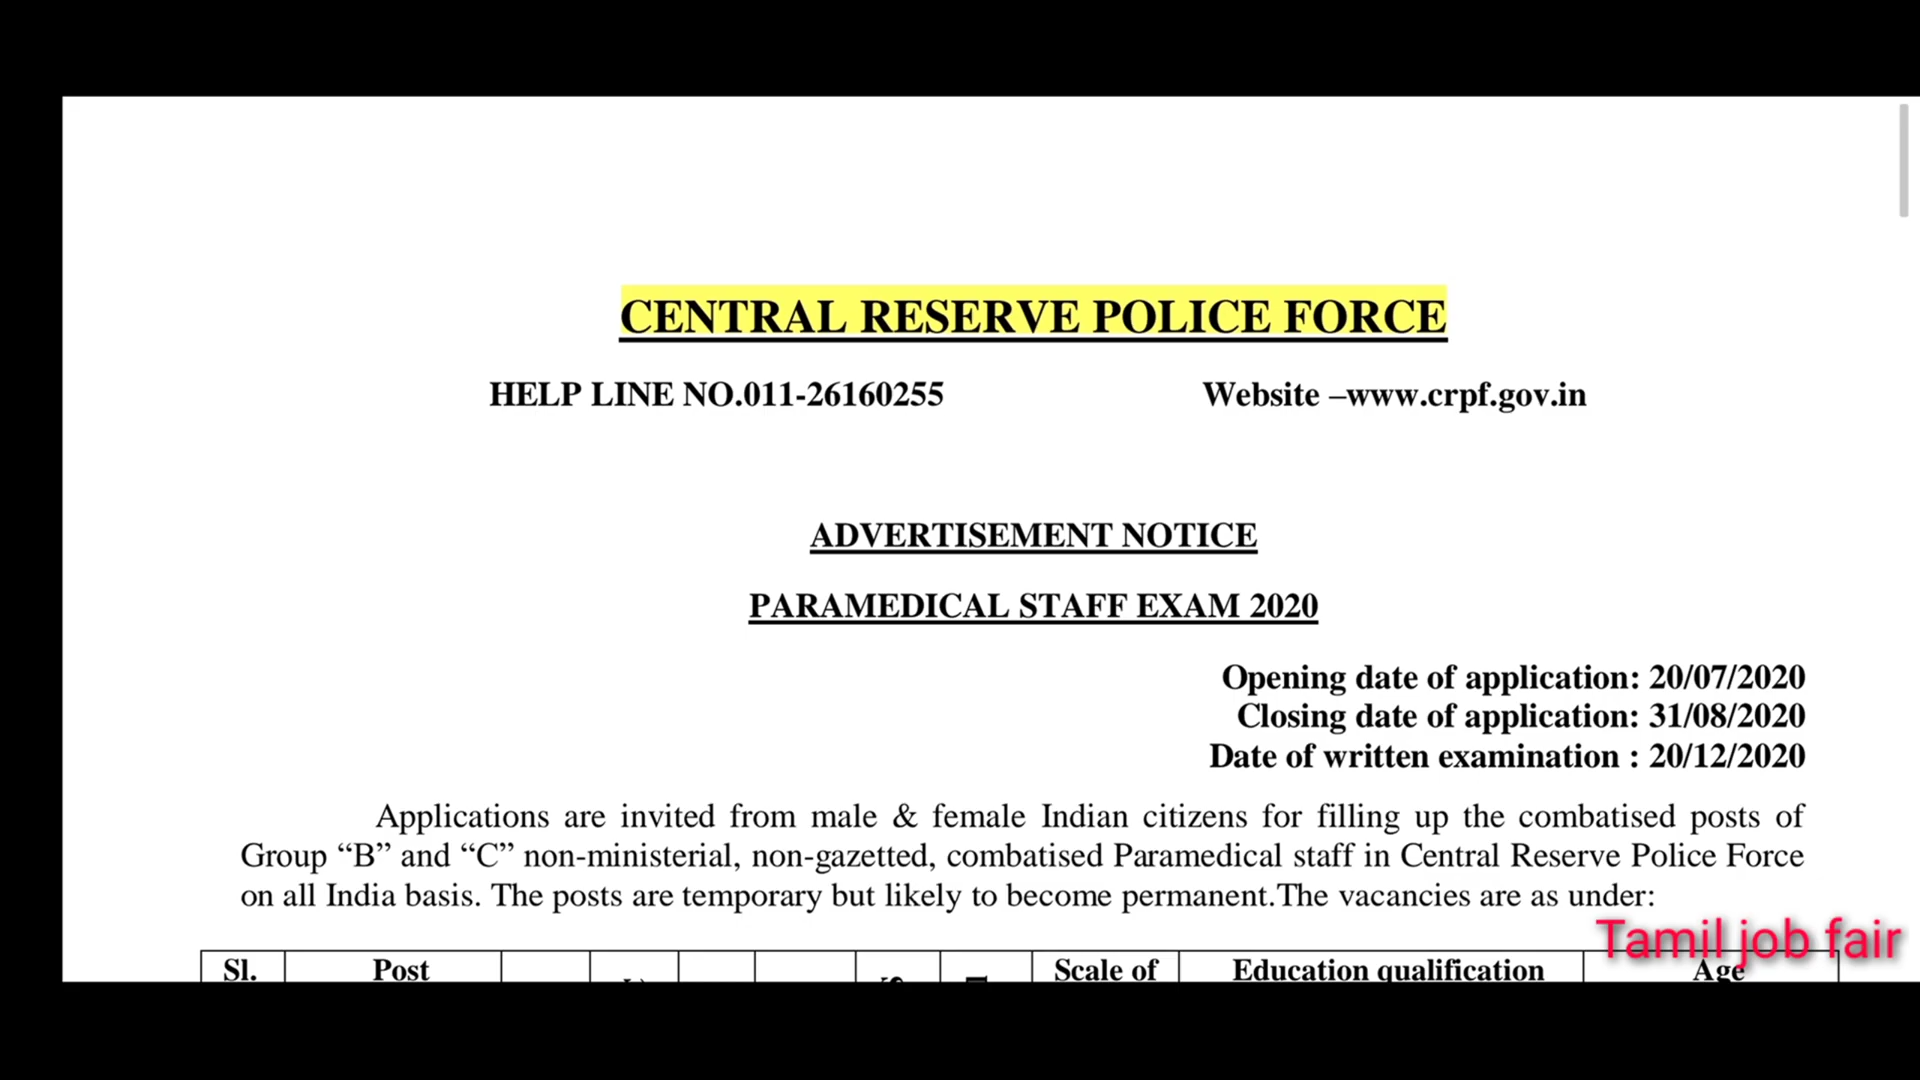 CENTRAL RESERVE POLICE FORCE
HELP LINE NO.011-26160255 Website –www.crpf.gov.in
ADVERTISEMENT NOTICE
PARAMEDICAL STAFF EXAM 2020
Opening date of application: 20/07/2020
Closing date of application: 31/08/2020
Date of written examination : 20/12/2020
Applications are invited from male & female Indian citizens for filling up the combatised posts of
Group “B” and “C” non-ministerial, non-gazetted, combatised Paramedical staff in Central Reserve Police Force
on all India basis. The posts are temporary but likely to become permanent.The vacancies are as under:
Tamil job fair
Sl. Post Scale of Education qualification Age